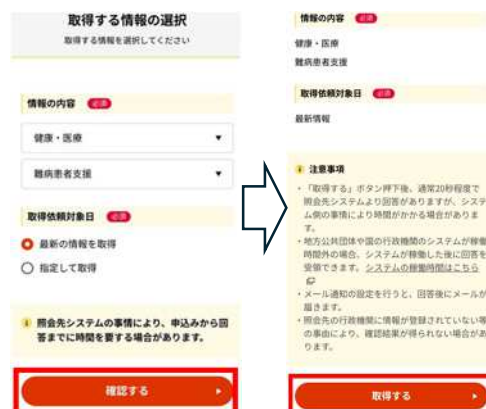 取得する情報の選択
取得する情報を選択してください
情報の内容 必須
健康・医療
難病患者支援
取得依頼対象日 必須
最新の情報を取得
指定して取得
照会先システムの事情により、申込みから回
答までに時間を要する場合があります。
確認する
情報の内容 必須
健康・医療
難病患者支援
取得依頼対象日 必須
最新情報
注意事項
・「取得する」ボタン押下後、通常20秒程度で
照会先システムより回答がありますが、システ
ム側の事情により時間がかかる場合がありま
す。
・地方公共団体や国の行政機関のシステムが稼働
時間外の場合、システムが稼働した後に回答を
受領できます。システムの稼働時間はこちら
・メール通知の設定を行うと、回答後にメールが
届きます。
・照会先の行政機関に情報が登録されていない等
の事由により、確認結果が得られない場合があ
ります。
取得する